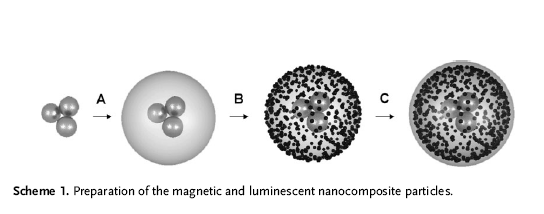 A B C
Scheme 1. Preparation of the magnetic and luminescent nanocomposite particles.